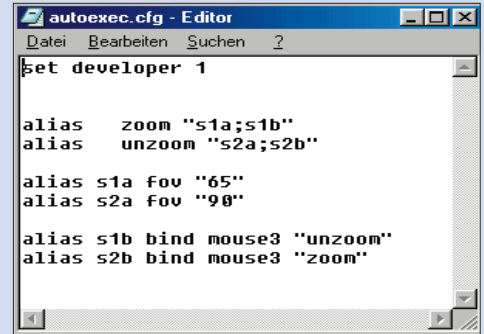 autoexec.cfg - Editor
Datei Bearbeiten Suchen ?
set developer 1
alias zoom "s1a;s1b"
alias unzoom "s2a;s2b"
alias s1a fov "65"
alias s2a fov "90"
alias s1b bind mouse3 "unzoom"
alias s2b bind mouse3 "zoom"